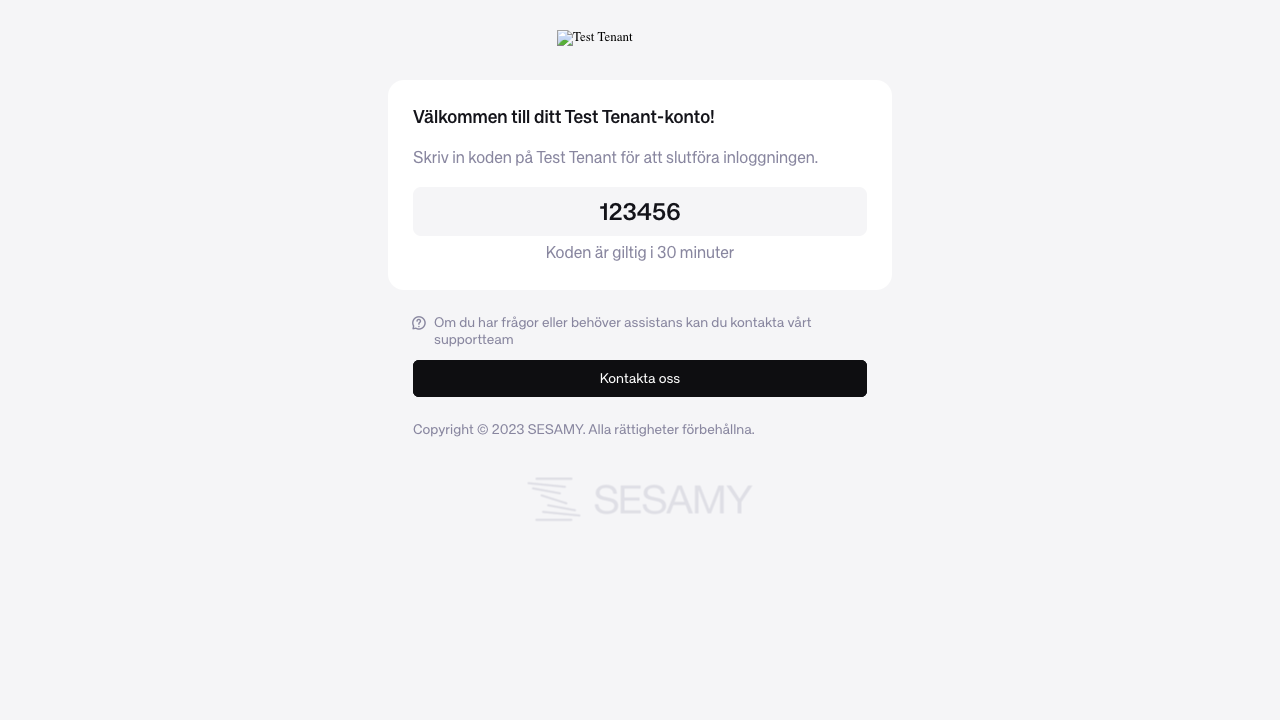 Test Tenant
Välkommen till ditt Test Tenant-konto!
Skriv in koden på Test Tenant för att slutföra inloggningen.
123456
Koden är giltig i 30 minuter
Om du har frågor eller behöver assistans kan du kontakta vårt
supportteam
Kontakta oss
Copyright © 2023 SESAMY. Alla rättigheter förbehållna.
SESAMY